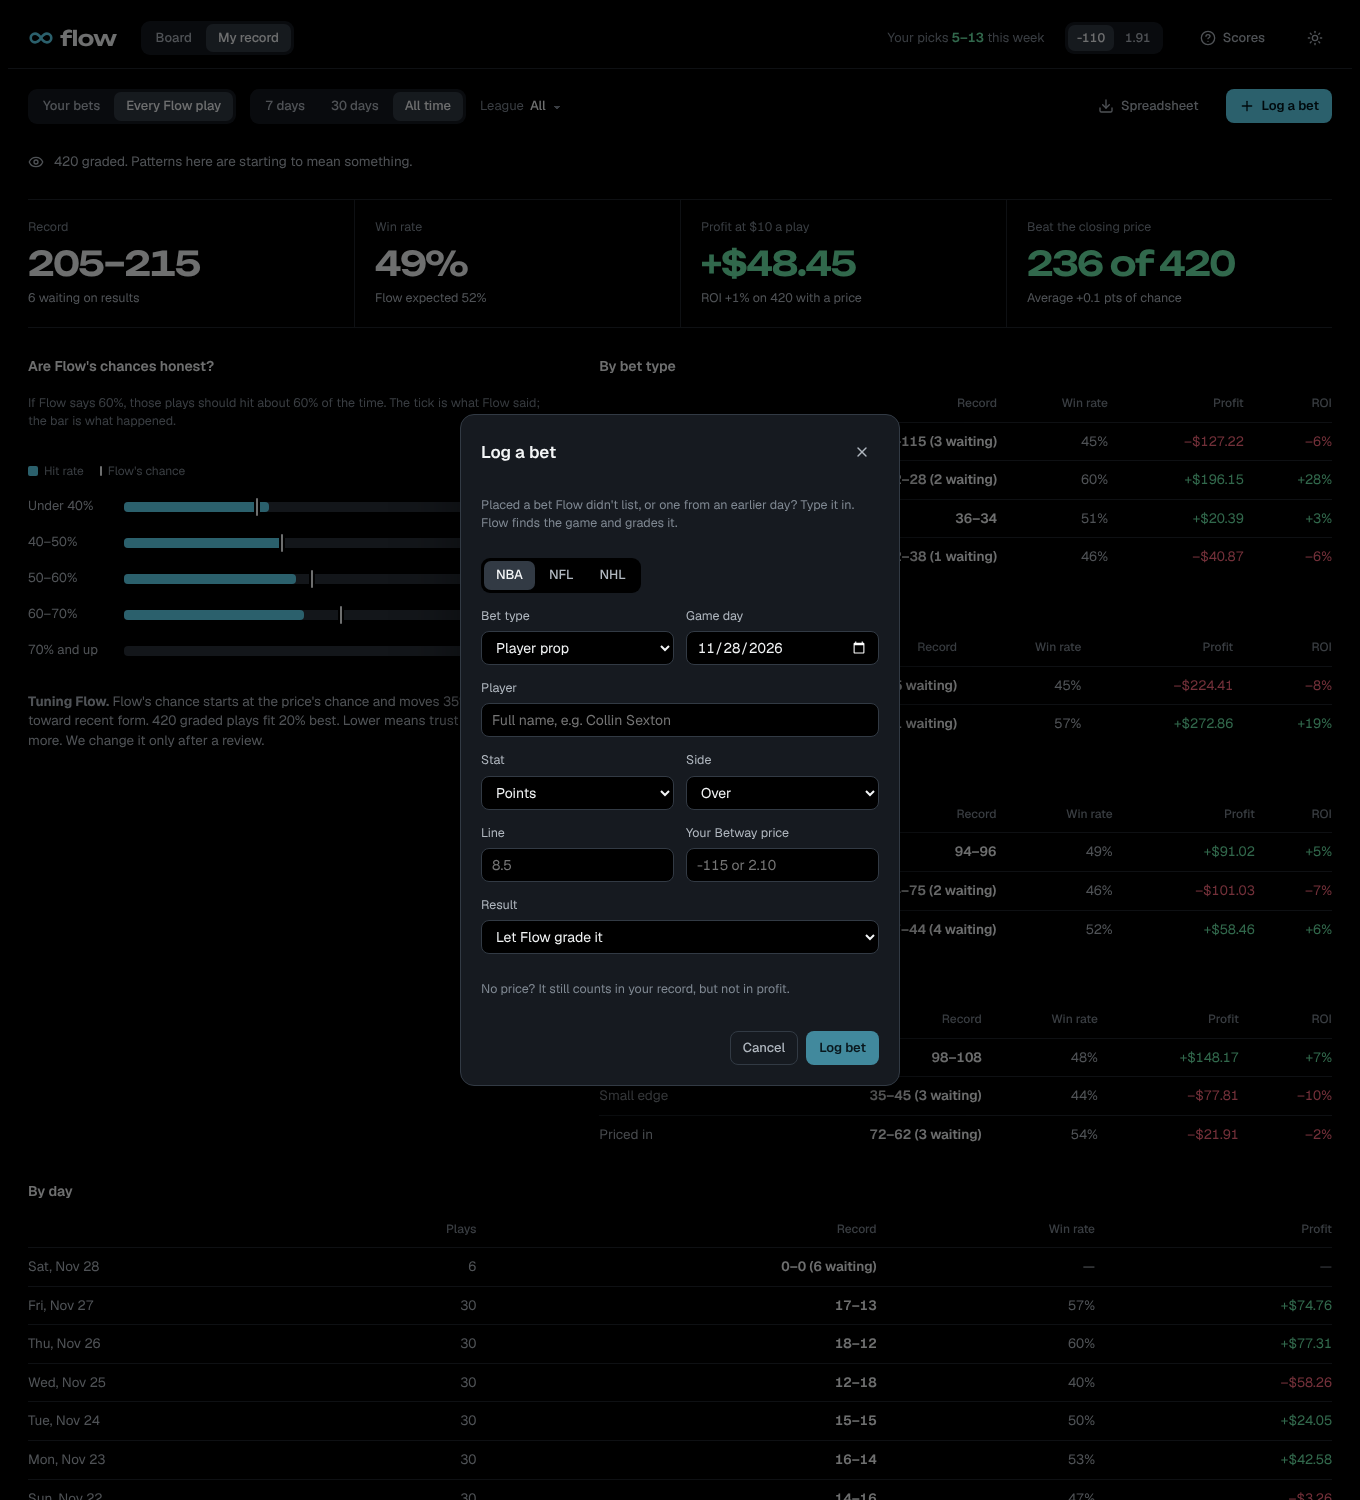 flow
Board
My record
Your picks 5–13 this week
-110
1.91
Scores
Your bets
Every Flow play
7 days
30 days
All time
League All
Spreadsheet
Log a bet
420 graded. Patterns here are starting to mean something.
Record
205–215
6 waiting on results
Win rate
49%
Flow expected 52%
Profit at $10 a play
+$48.45
ROI +1% on 420 with a price
Beat the closing price
236 of 420
Average +0.1 pts of chance
Are Flow's chances honest?
If Flow says 60%, those plays should hit about 60% of the time. The tick is what Flow said;
the bar is what happened.
Hit rate
Flow's chance
Under 40%
40–50%
50–60%
60–70%
70% and up
Tuning Flow. Flow's chance starts at the price's chance and moves 35
toward recent form. 420 graded plays fit 20% best. Lower means trust
more. We change it only after a review.
By bet type
Record Win rate Profit ROI
–115 (3 waiting) 45% −$127.22 −6%
–28 (2 waiting) 60% +$196.15 +28%
36–34 51% +$20.39 +3%
–38 (1 waiting) 46% −$40.87 −6%
Record Win rate Profit ROI
waiting) 45% −$224.41 −8%
waiting) 57% +$272.86 +19%
Record Win rate Profit ROI
94–96 49% +$91.02 +5%
–75 (2 waiting) 46% −$101.03 −7%
–44 (4 waiting) 52% +$58.46 +6%
Record Win rate Profit ROI
98–108 48% +$148.17 +7%
Small edge 35–45 (3 waiting) 44% −$77.81 −10%
Priced in 72–62 (3 waiting) 54% −$21.91 −2%
Log a bet
Placed a bet Flow didn't list, or one from an earlier day? Type it in.
Flow finds the game and grades it.
NBA
NFL
NHL
Bet type
Player prop
Game day
11/28/2026
Player
Full name, e.g. Collin Sexton
Stat
Points
Side
Over
Line
8.5
Your Betway price
-115 or 2.10
Result
Let Flow grade it
No price? It still counts in your record, but not in profit.
Cancel
Log bet
By day
Plays Record Win rate Profit
Sat, Nov 28 6 0–0 (6 waiting) — —
Fri, Nov 27 30 17–13 57% +$74.76
Thu, Nov 26 30 18–12 60% +$77.31
Wed, Nov 25 30 12–18 40% −$58.26
Tue, Nov 24 30 15–15 50% +$24.05
Mon, Nov 23 30 16–14 53% +$42.58
Sun, Nov 22 30 14–16 47% −$3.26